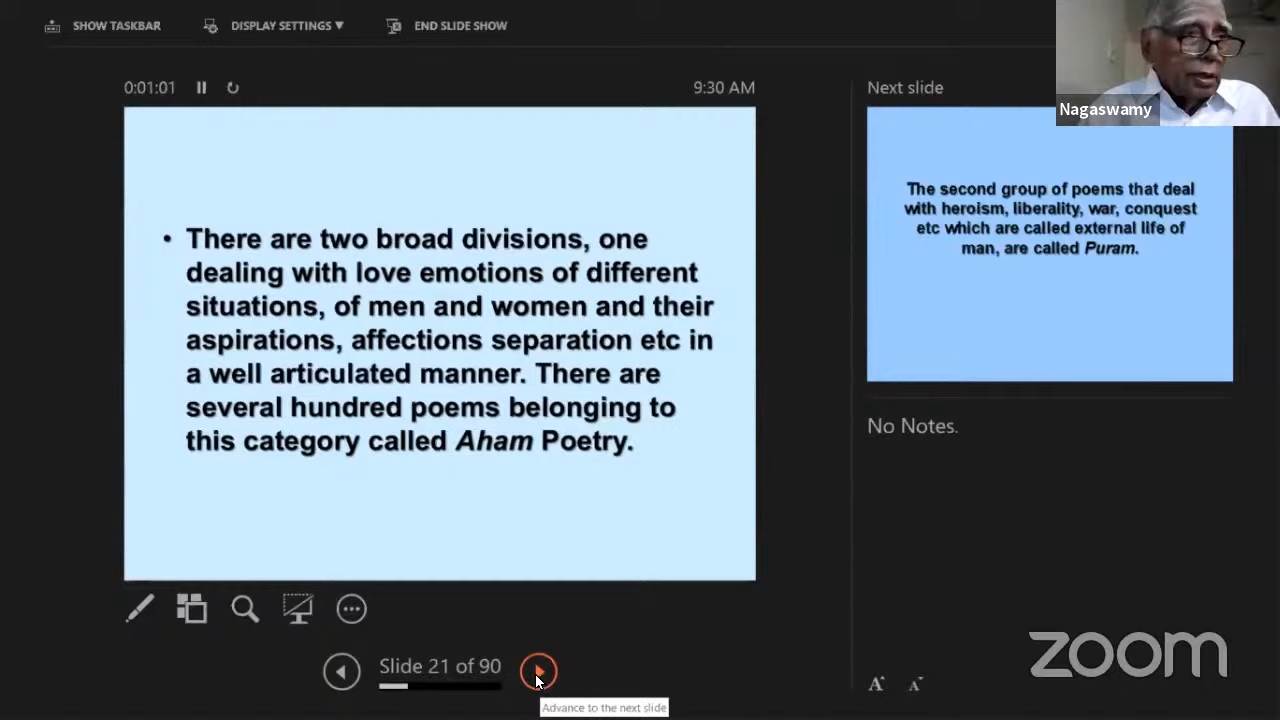 SHOW TASKBAR
DISPLAY SETTINGS ▼
END SLIDE SHOW
0:01:01
9:30 AM
Next slide
Nagaswamy
• There are two broad divisions, one
dealing with love emotions of different
situations, of men and women and their
aspirations, affections separation etc in
a well articulated manner. There are
several hundred poems belonging to
this category called Aham Poetry.
The second group of poems that deal
with heroism, liberality, war, conquest
etc which are called external life of
man, are called Puram.
No Notes.
Slide 21 of 90
Advance to the next slide
A A
zoom